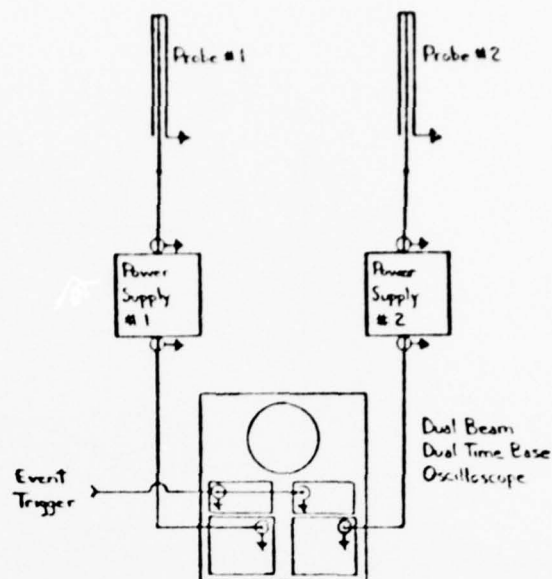 Probe #1
Probe #2
Power
Supply
#1
Power
Supply
#2
Dual Beam
Dual Time Base
Oscilloscope
Event
Trigger